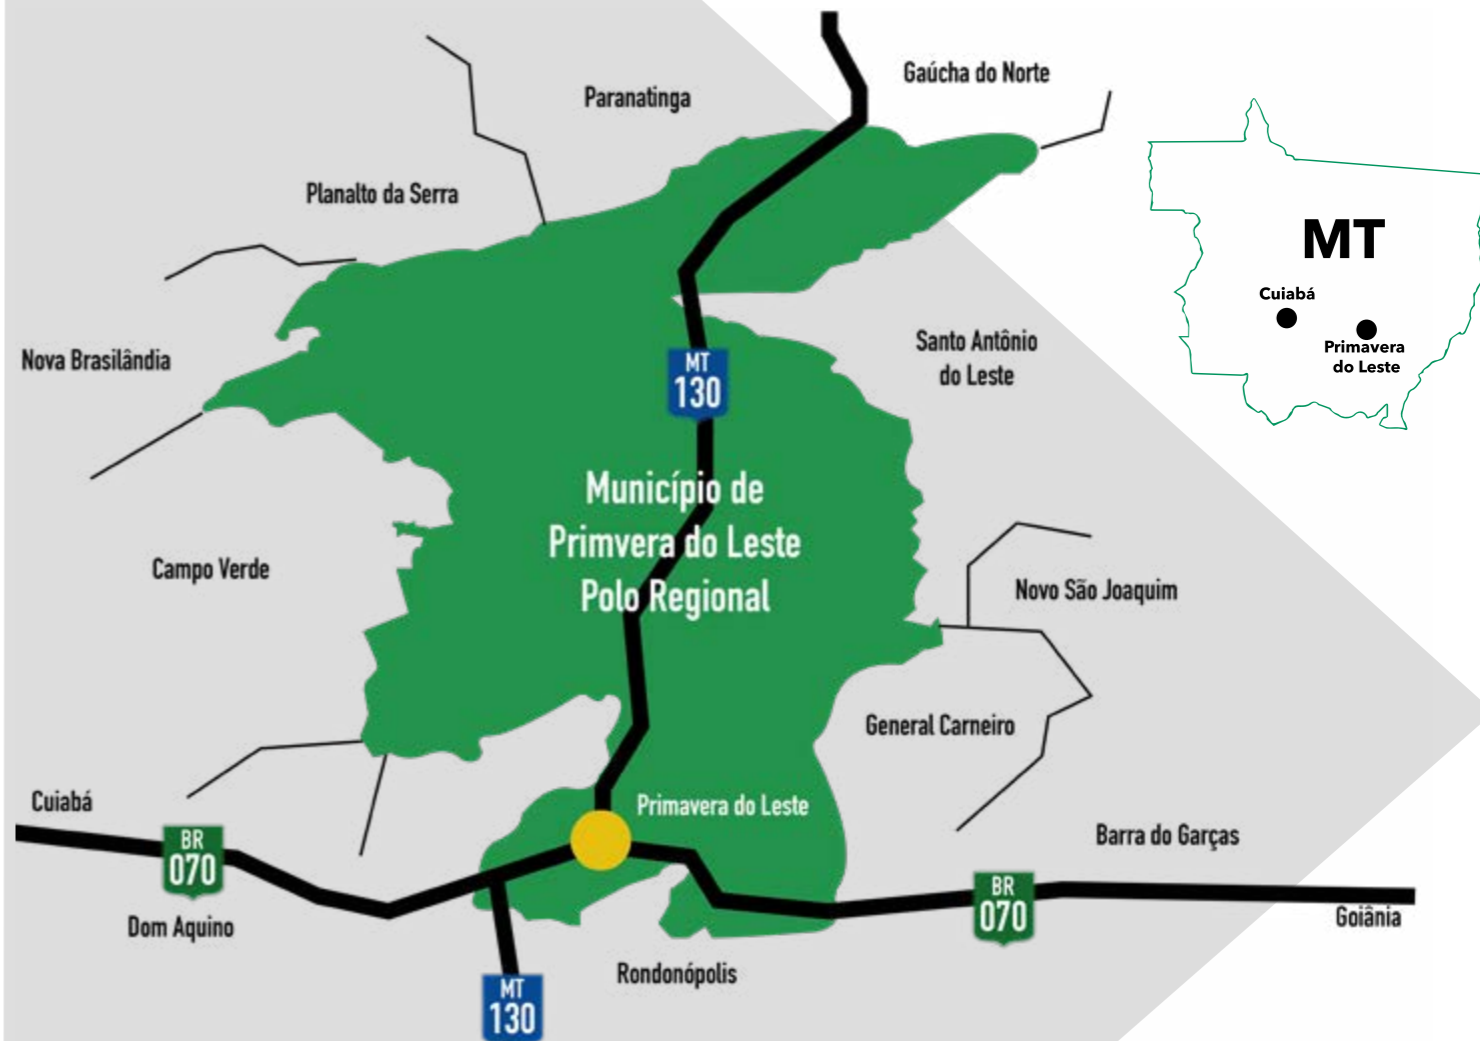 Gaúcha do Norte
Paranatinga
Planalto da Serra
Nova Brasilândia
Santo Antônio
do Leste
MT
130
Município de
Primvera do Leste
Polo Regional
Campo Verde
Novo São Joaquim
General Carneiro
Cuiabá
Primavera do Leste
BR
070
Barra do Garças
BR
070
Goiânia
Dom Aquino
Rondonópolis
MT
130
MT
Cuiabá
Primavera
do Leste